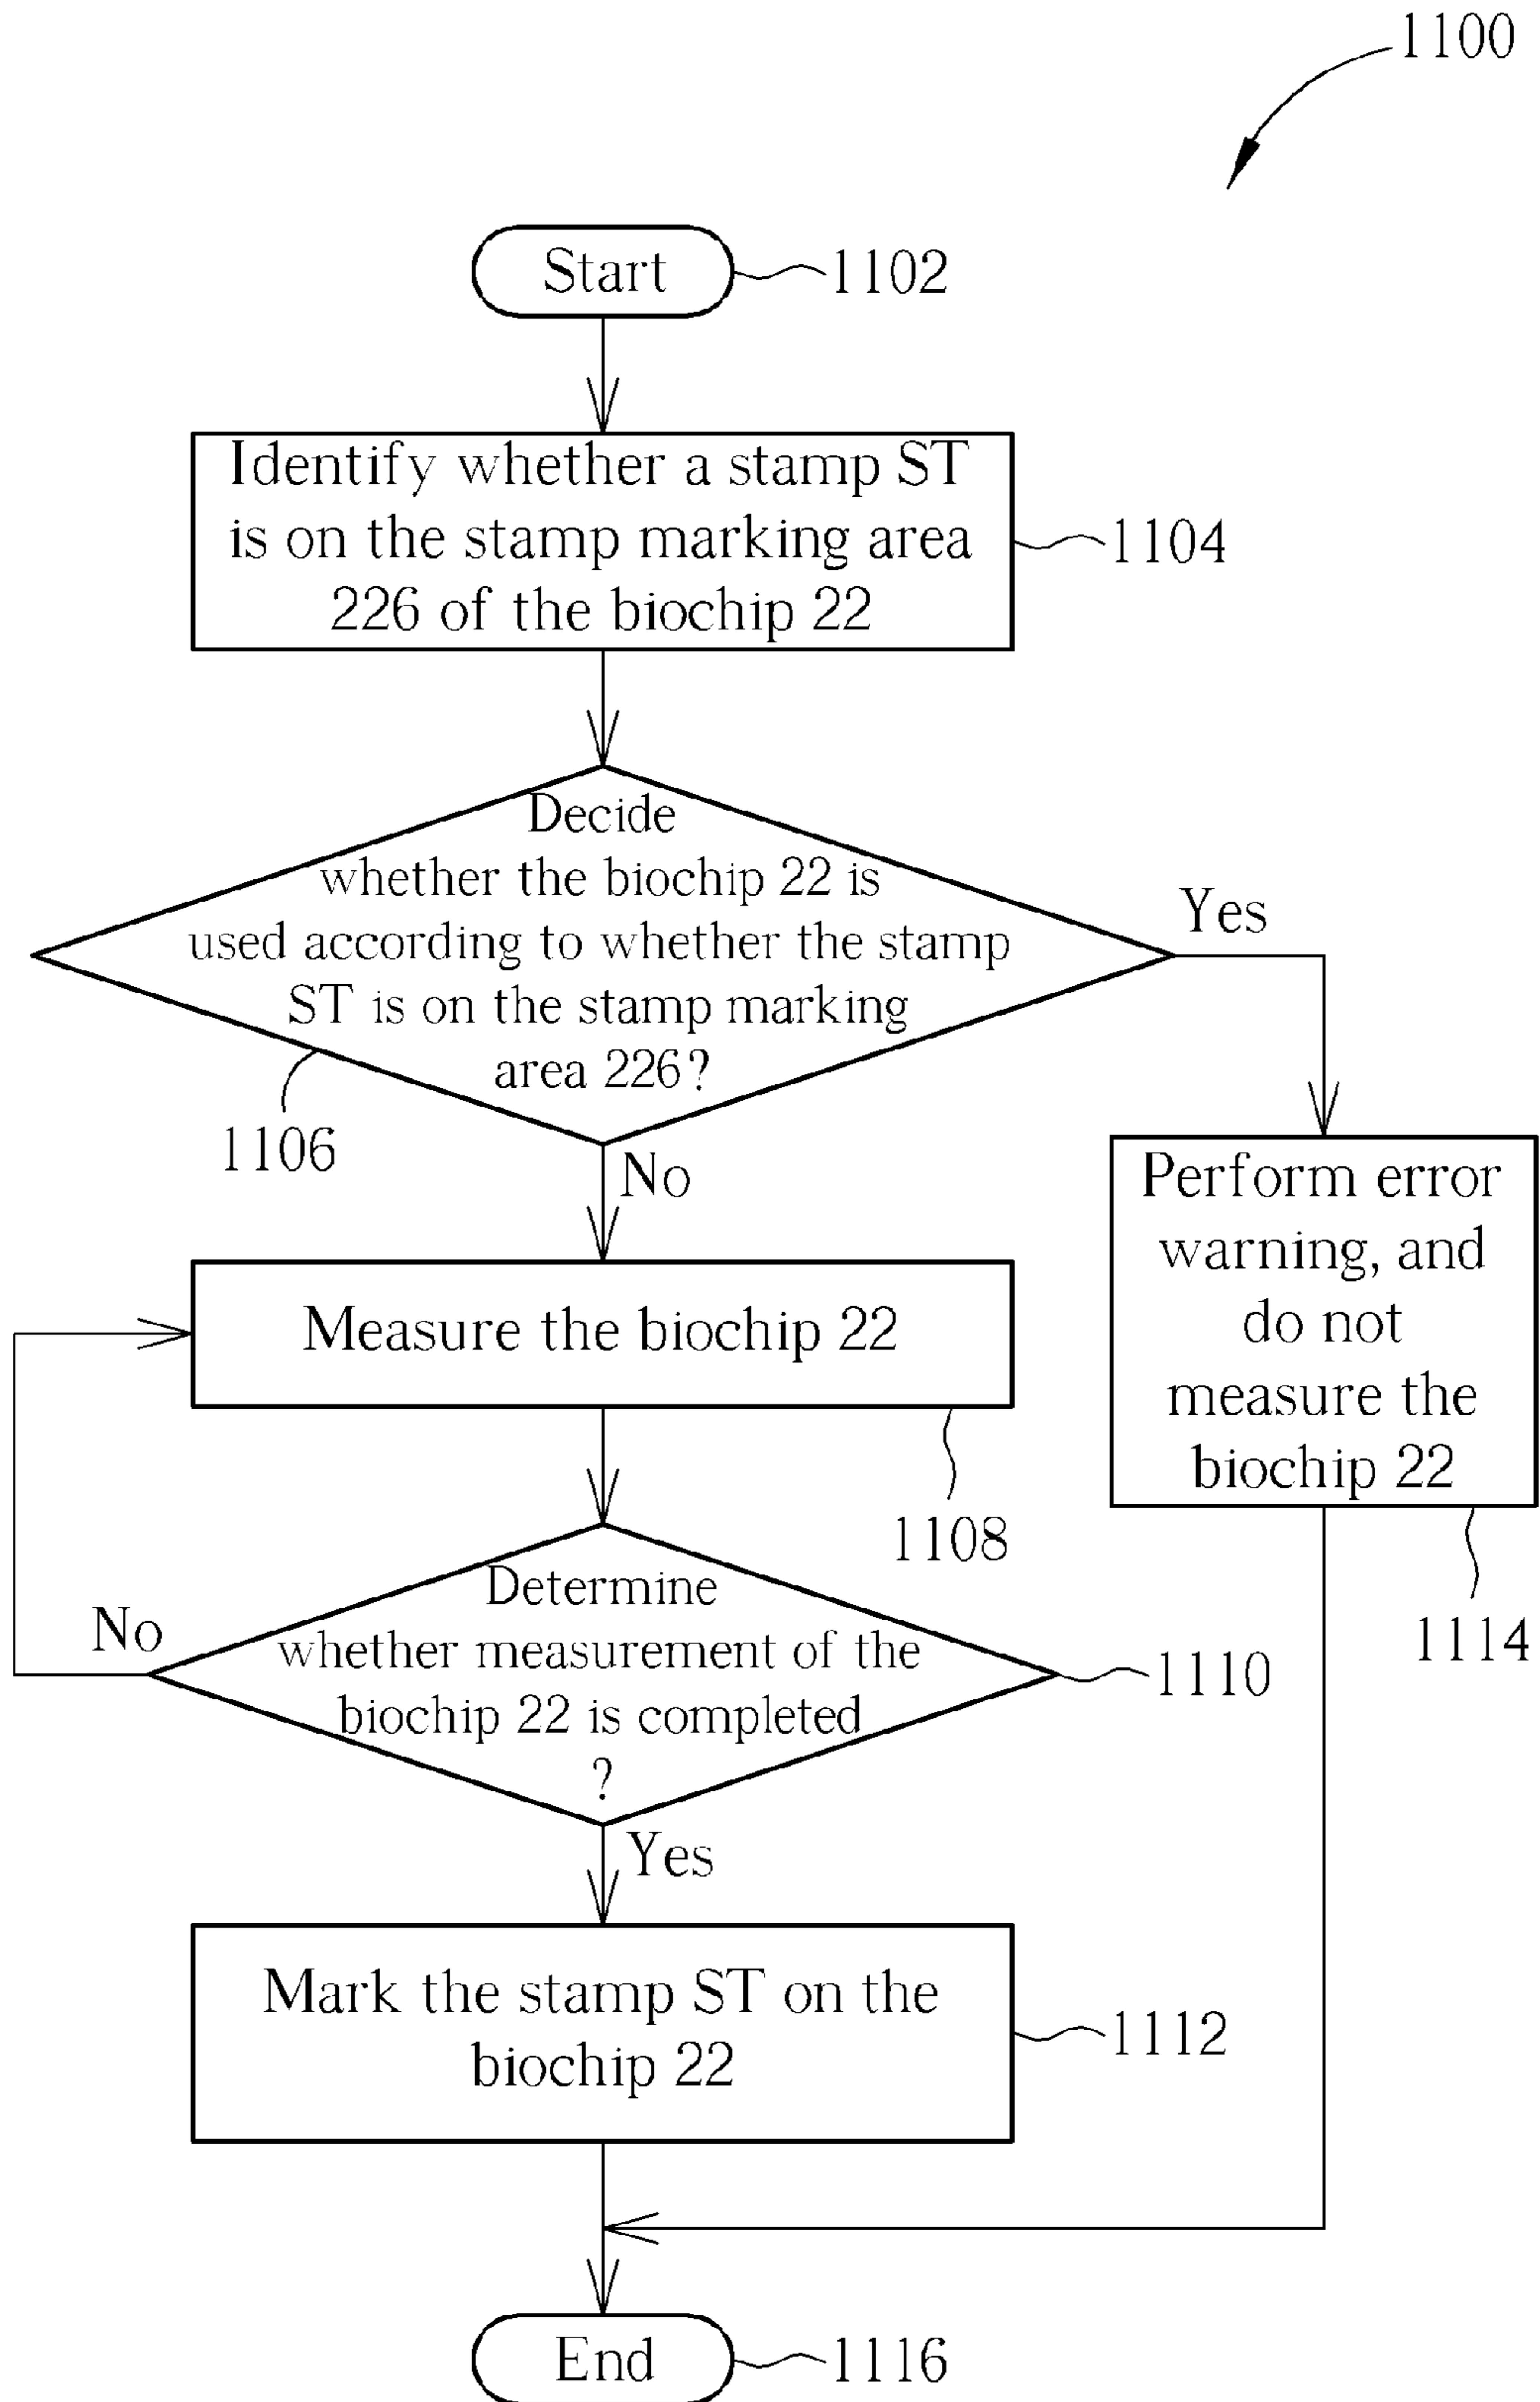 1100
Start
1102
Identify whether a stamp ST
is on the stamp marking area
226 of the biochip 22
1104
Decide
whether the biochip 22 is
used according to whether the stamp
ST is on the stamp marking
area 226?
1106
Yes
No
Perform error
warning, and
do not
measure the
biochip 22
1114
Measure the biochip 22
1108
Determine
whether measurement of the
biochip 22 is completed
?
1110
No
Yes
Mark the stamp ST on the
biochip 22
1112
End
1116